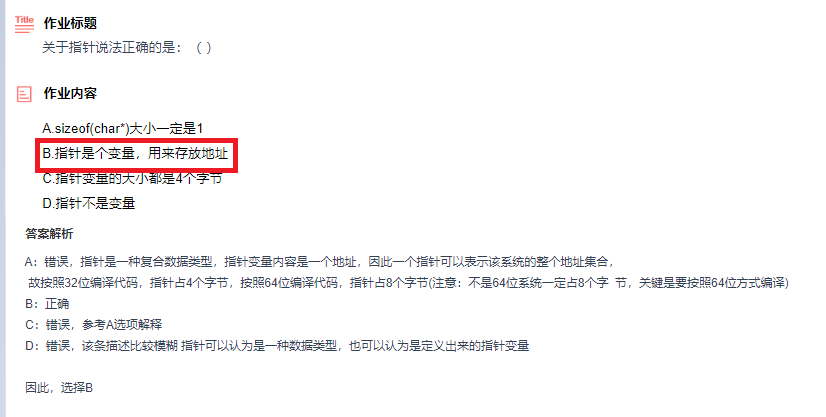 Title 作业标题
关于指针说法正确的是： （ ）
作业内容
A.sizeof(char*)大小一定是1
B.指针是个变量，用来存放地址
C.指针变量的大小都是4个字节
D.指针不是变量
答案解析
A：错误，指针是一种复合数据类型，指针变量内容是一个地址，因此一个指针可以表示该系统的整个地址集合，
故按照32位编译代码，指针占4个字节，按照64位编译代码，指针占8个字节(注意：不是64位系统一定占8个字 节，关键是要按照64位方式编译)
B：正确
C：错误，参考A选项解释
D：错误，该条描述比较模糊 指针可以认为是一种数据类型，也可以认为是定义出来的指针变量
因此，选择B